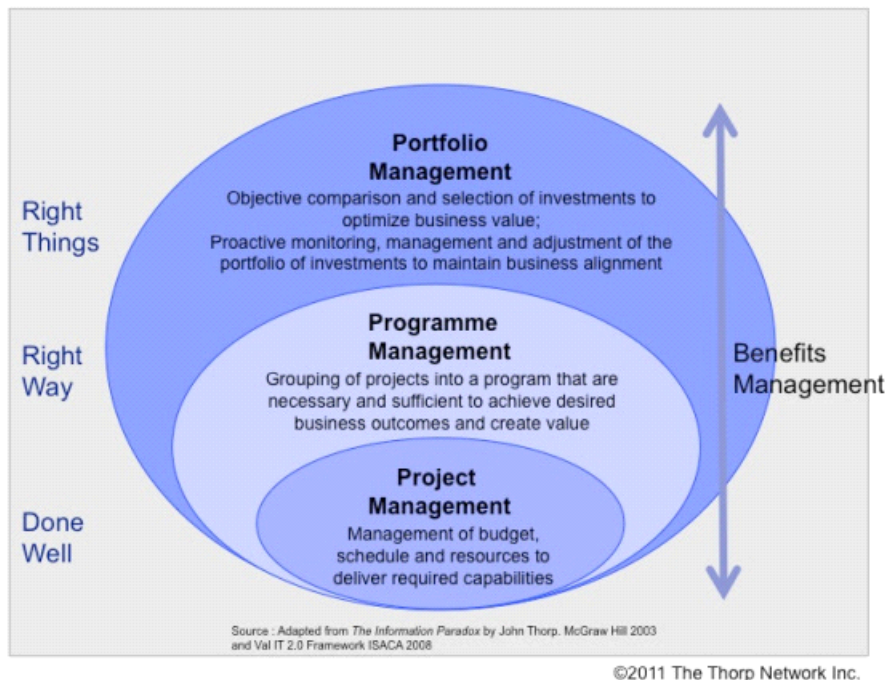 Portfolio
Management
Objective comparison and selection of investments to
optimize business value;
Proactive monitoring, management and adjustment of the
portfolio of investments to maintain business alignment
Right
Things
Programme
Management
Grouping of projects into a program that are
necessary and sufficient to achieve desired
business outcomes and create value
Right
Way
Benefits
Management
Project
Management
Management of budget,
schedule and resources to
deliver required capabilities
Done
Well
Source : Adapted from The Information Paradox by John Thorp. McGraw Hill 2003
and Val IT 2.0 Framework ISACA 2008
©2011 The Thorp Network Inc.